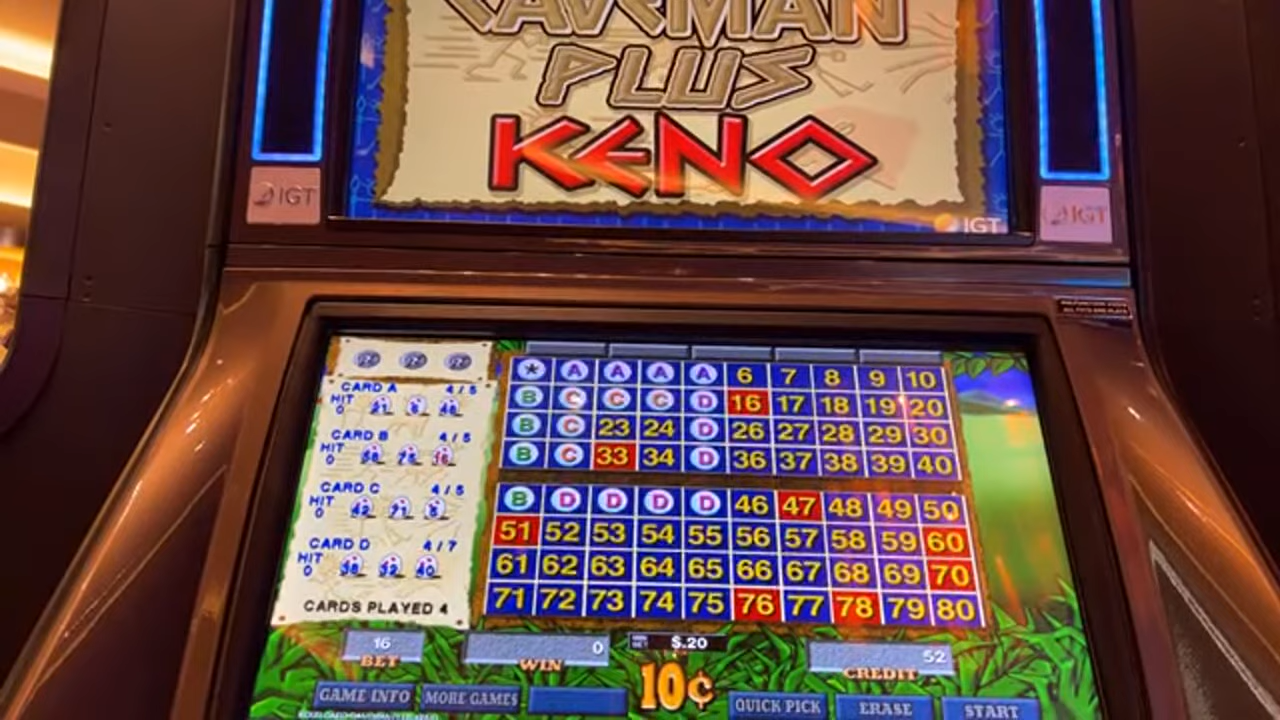 CAVEMAN
PLUS
KENO
IGT
IGT
IGT
CARD A 4/5
HIT
0
CARD B 4/5
HIT
0
CARD C 4/5
HIT
0
CARD D 4/7
HIT
0
CARDS PLAYED 4
* A A A A 6 7 8 9 10
B C C C D 16 17 18 19 20
B C 23 24 D 26 27 28 29 30
B C 33 34 D 36 37 38 39 40
B D D D D 46 47 48 49 50
51 52 53 54 55 56 57 58 59 60
61 62 63 64 65 66 67 68 69 70
71 72 73 74 75 76 77 78 79 80
16
BET
0
WIN
$.20
10¢
52
CREDIT
GAME INFO
MORE GAMES
QUICK PICK
ERASE
START